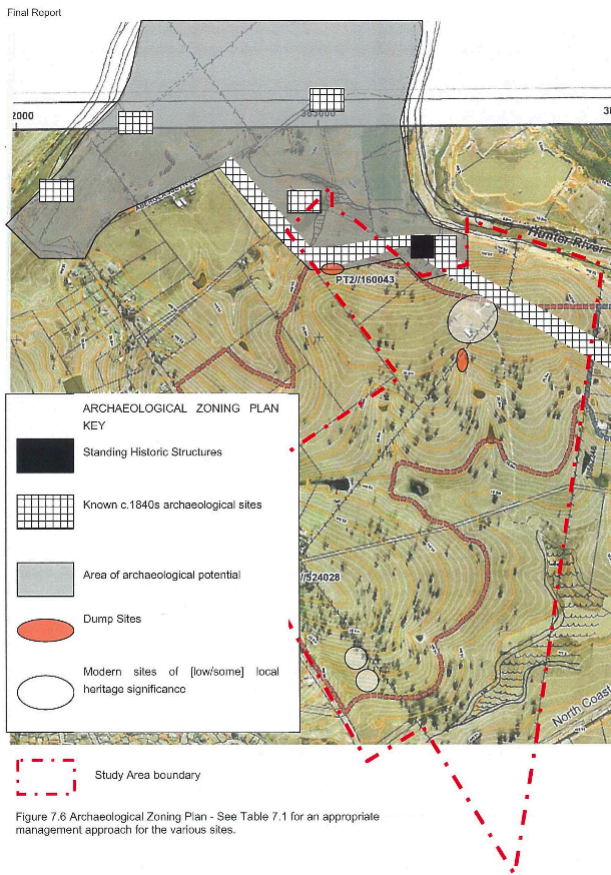 Final Report
2000
383000
38
Hunter River
PT2//160043
//524028
North Coast
ARCHAEOLOGICAL ZONING PLAN
KEY
Standing Historic Structures
Known c.1840s archaeological sites
Area of archaeological potential
Dump Sites
Modern sites of [low/some] local
heritage significance
Study Area boundary
Figure 7.6 Archaeological Zoning Plan - See Table 7.1 for an appropriate
management approach for the various sites.